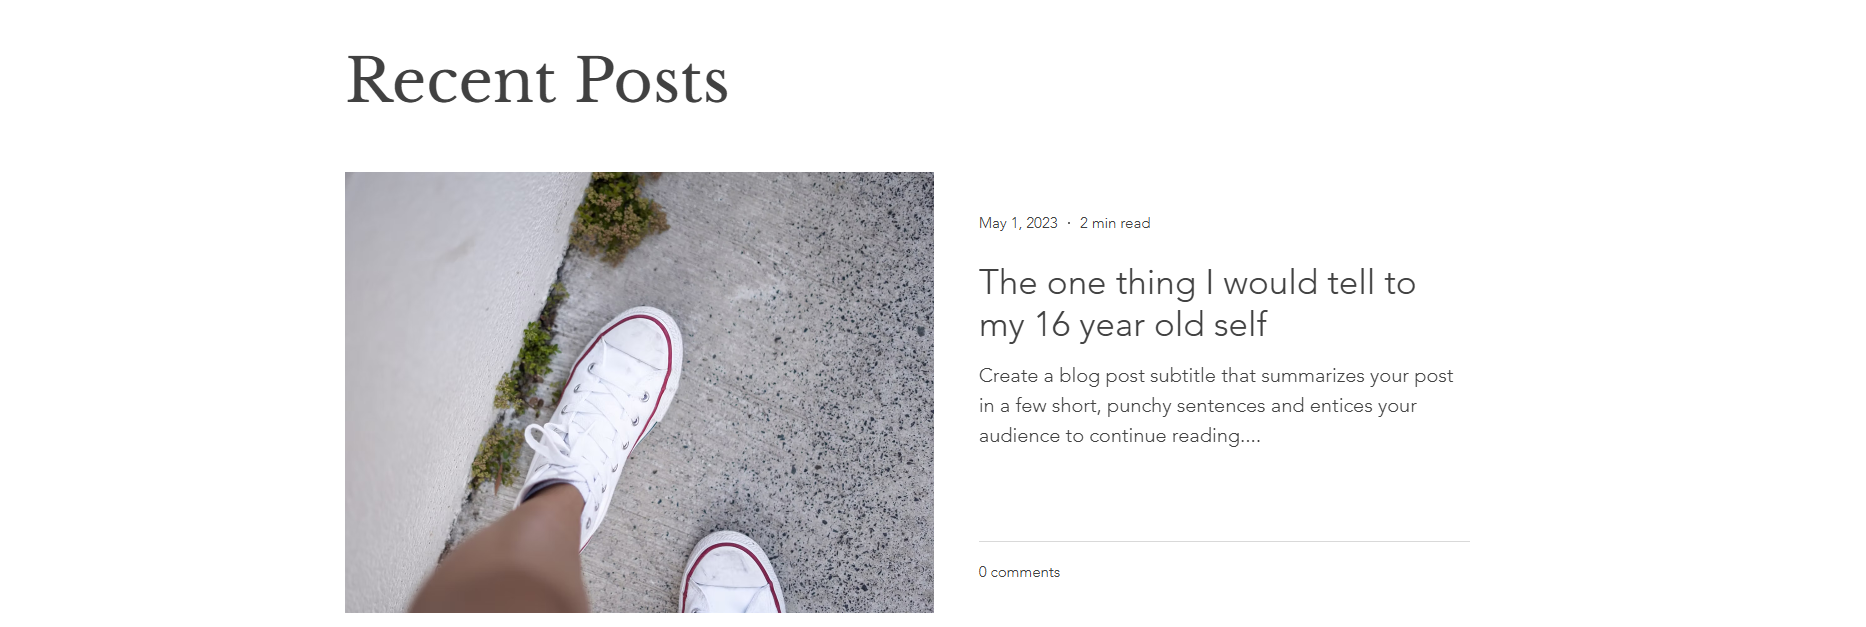 Recent Posts
May 1, 2023 · 2 min read
The one thing I would tell to
my 16 year old self
Create a blog post subtitle that summarizes your post
in a few short, punchy sentences and entices your
audience to continue reading....
0 comments